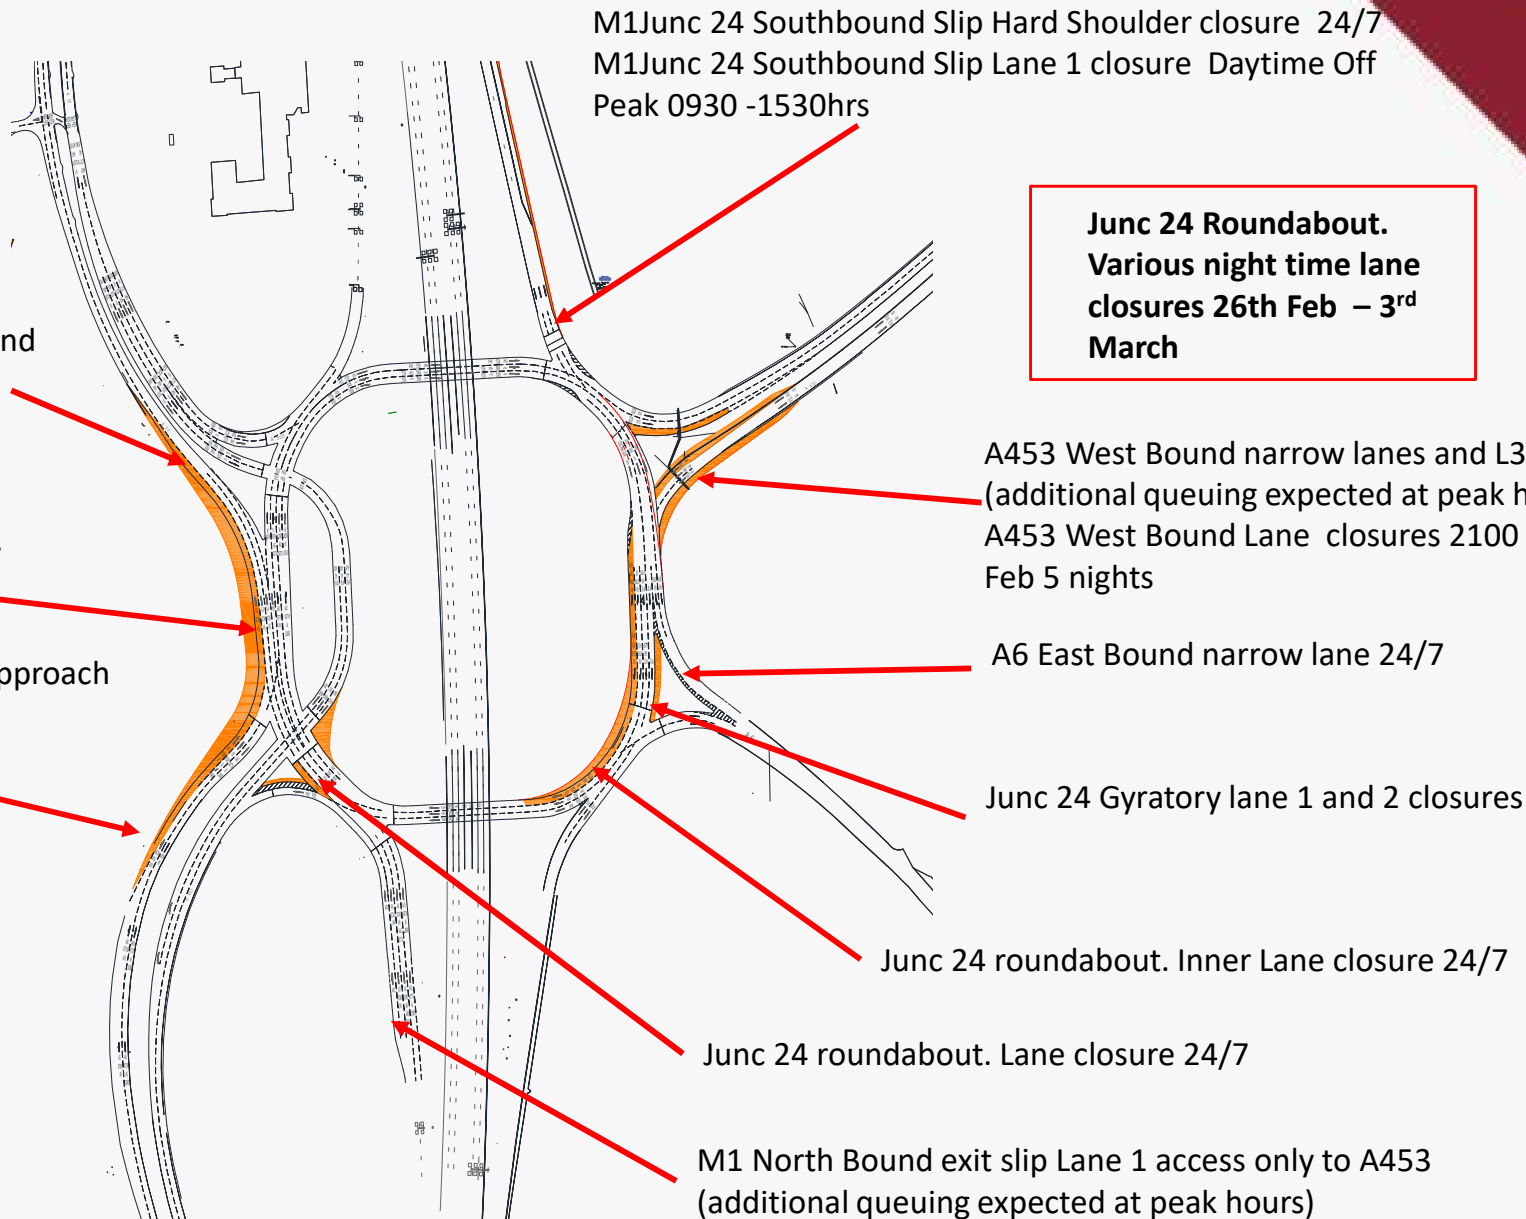 M1Junc 24 Southbound Slip Hard Shoulder closure 24/7
M1Junc 24 Southbound Slip Lane 1 closure Daytime Off
Peak 0930 -1530hrs
Junc 24 Roundabout.
Various night time lane
closures 26th Feb – 3rd
March
nd
A453 West Bound narrow lanes and L3
(additional queuing expected at peak h
A453 West Bound Lane closures 2100
Feb 5 nights
A6 East Bound narrow lane 24/7
pproach
Junc 24 Gyratory lane 1 and 2 closures
Junc 24 roundabout. Inner Lane closure 24/7
Junc 24 roundabout. Lane closure 24/7
M1 North Bound exit slip Lane 1 access only to A453
(additional queuing expected at peak hours)